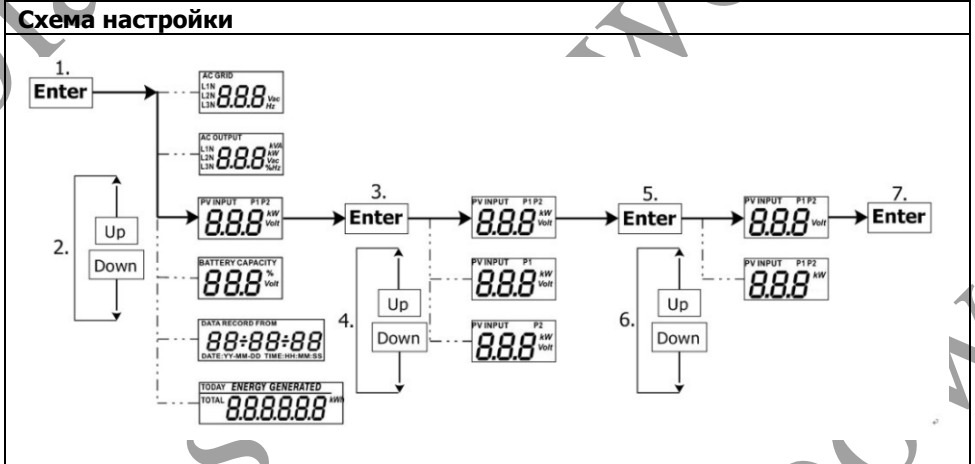 Схема настройки
1.
Enter
AC GRID
L1N
L2N
L3N
8.8.8
Vac
Hz
AC OUTPUT
L1N
L2N
L3N
8.8.8
kVA
kW
Vac
%Hz
2.
Up
Down
PV INPUT P1 P2
8.8.8 kW
Volt
BATTERY CAPACITY
88.8 %
Volt
DATA RECORD FROM
88÷88÷88
DATE:YY-MM-DD TIME:HH:MM:SS
TODAY ENERGY GENERATED
TOTAL 8.8.8.8.8.8 kWh
3.
Enter
4.
Up
Down
PV INPUT P1 P2
8.8.8 kW
Volt
PV INPUT P1
8.8.8 kW
Volt
PV INPUT P2
8.8.8 kW
Volt
5.
Enter
6.
Up
Down
PV INPUT P1 P2
8.8.8 Volt
PV INPUT P1 P2
8.8.8 kW
7.
Enter